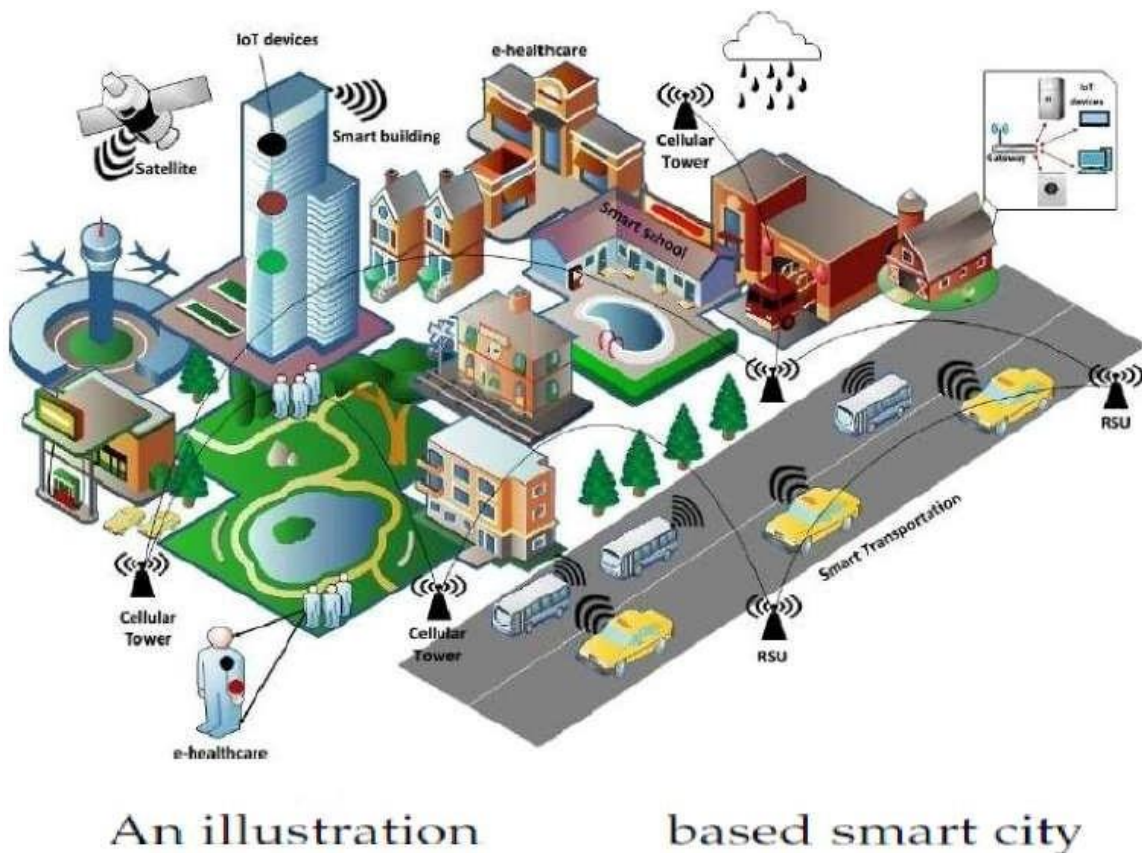 IoT devices
e-healthcare
Satellite
Smart building
Cellular
Tower
IoT
devices
Gateway
Smart school
RSU
Smart Transportation
Cellular
Tower
Cellular
Tower
RSU
e-healthcare
An illustration based smart city